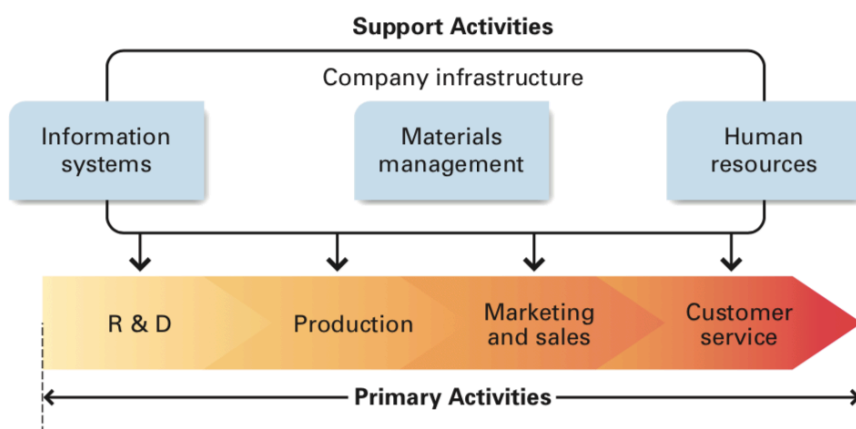 Support Activities
Company infrastructure
Information
systems
Materials
management
Human
resources
R & D
Production
Marketing
and sales
Customer
service
Primary Activities